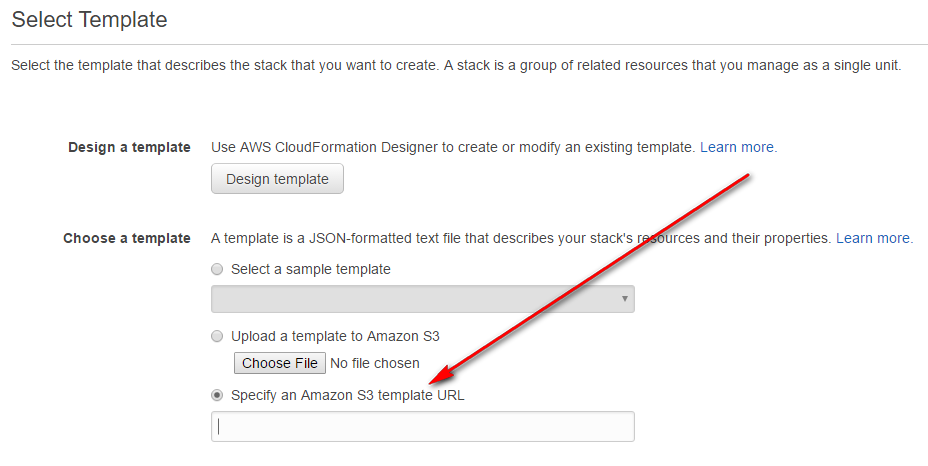 Select Template
Select the template that describes the stack that you want to create. A stack is a group of related resources that you manage as a single unit.
Design a template
Use AWS CloudFormation Designer to create or modify an existing template. Learn more.
Design template
Choose a template
A template is a JSON-formatted text file that describes your stack's resources and their properties. Learn more.
Select a sample template
Upload a template to Amazon S3
Choose File No file chosen
Specify an Amazon S3 template URL